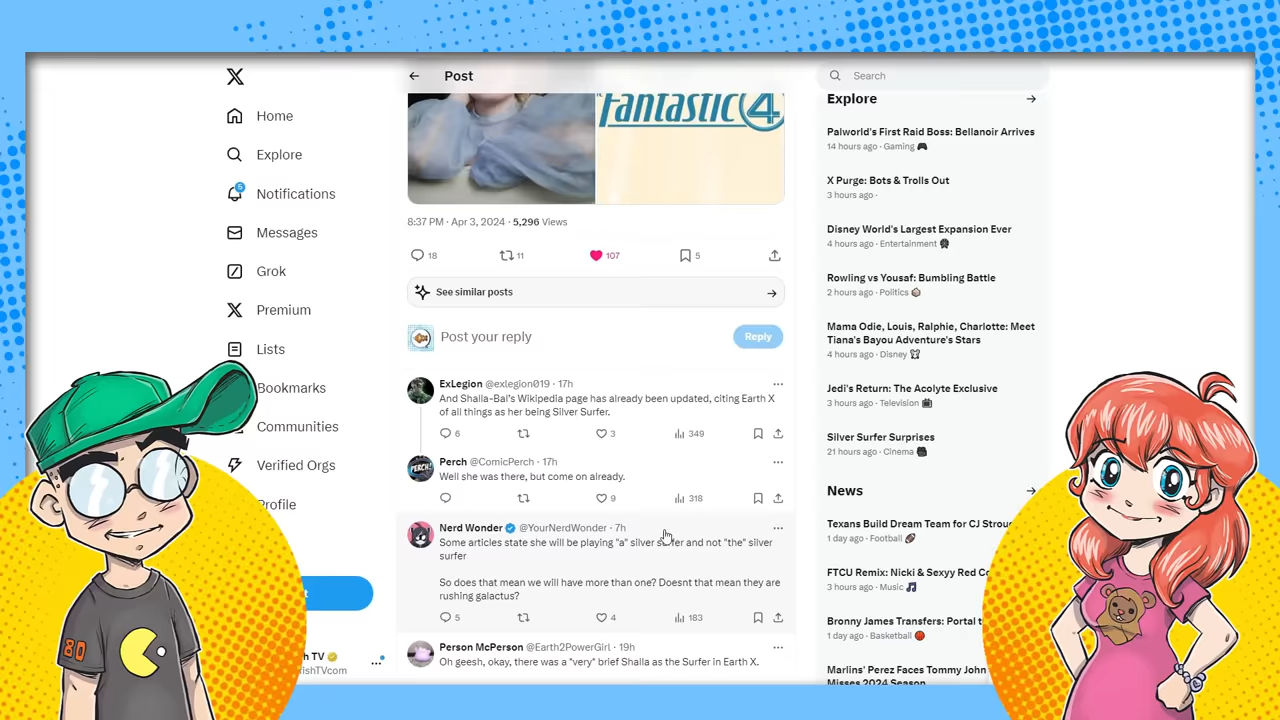 Post
Search
Home
Explore
5
Notifications
Messages
Grok
Premium
Lists
Bookmarks
Communities
Verified Orgs
Profile
FanTastic 4
8:37 PM · Apr 3, 2024 · 5,296 Views
18
11
107
5
See similar posts
Post your reply
Reply
ExLegion @exlegion019 · 17h
And Shalla-Bal's Wikipedia page has already been updated, citing Earth X
of all things as her being Silver Surfer.
6
3
349
Perch @ComicPerch · 17h
Well she was there, but come on already.
9
318
PERCH!
Nerd Wonder @YourNerdWonder · 7h
Some articles state she will be playing "a" silver surfer and not "the" silver
surfer
So does that mean we will have more than one? Doesnt that mean they are
rushing galactus?
5
4
183
Person McPerson @Earth2PowerGirl · 19h
Oh geesh, okay, there was a "very" brief Shalla as the Surfer in Earth X.
Explore
Palworld's First Raid Boss: Bellanoir Arrives
14 hours ago · Gaming
X Purge: Bots & Trolls Out
3 hours ago ·
Disney World's Largest Expansion Ever
4 hours ago · Entertainment
Rowling vs Yousaf: Bumbling Battle
2 hours ago · Politics
Mama Odie, Louis, Ralphie, Charlotte: Meet
Tiana's Bayou Adventure's Stars
4 hours ago · Disney
Jedi's Return: The Acolyte Exclusive
3 hours ago · Television
Silver Surfer Surprises
21 hours ago · Cinema
News
Texans Build Dream Team for CJ Strou
1 day ago · Football
FTCU Remix: Nicki & Sexyy Red Co
3 hours ago · Music
Bronny James Transfers: Portal t
1 day ago · Basketball
Marlins' Perez Faces Tommy John
Misses 2024 Season
h TV
ishTVcom
80